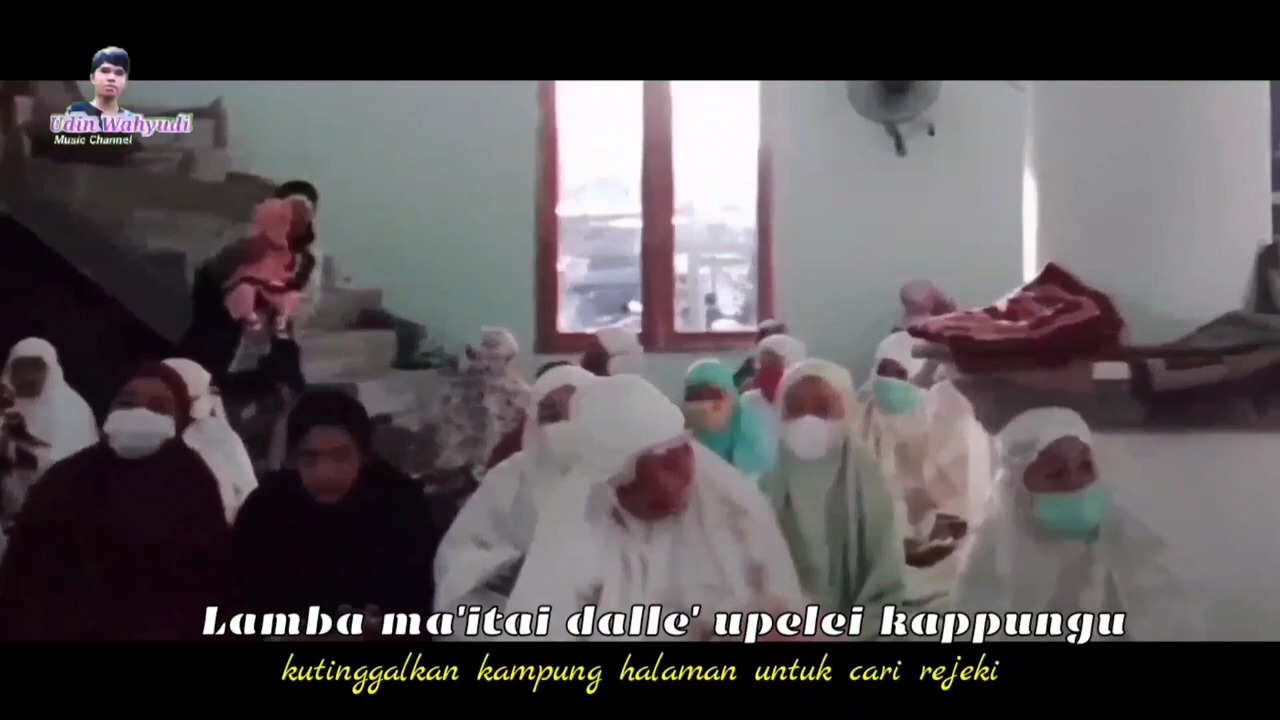 Udin Wahyudi
Music Channel
Lamba ma'itai dalle' upelei kappungu
kutinggalkan kampung halaman untuk cari rejeki